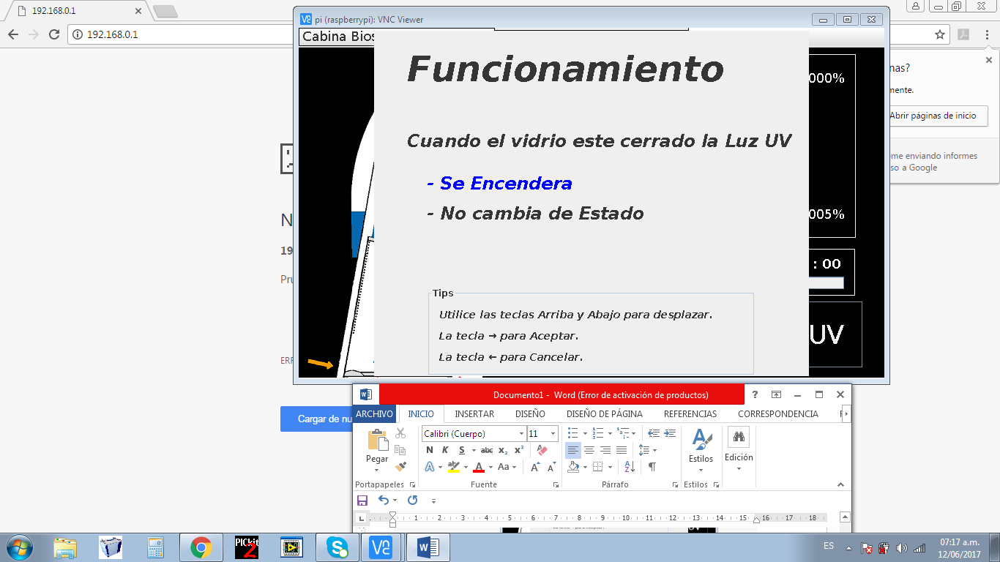 192.168.0.1
192.168.0.1
pi (raspberrypi): VNC Viewer
Cabina Bios
Funcionamiento
Cuando el vidrio este cerrado la Luz UV
- Se Encendera
- No cambia de Estado
Tips
Utilice las teclas Arriba y Abajo para desplazar.
La tecla → para Aceptar.
La tecla ← para Cancelar.
000%
005%
: 00
UV
nas?
mente.
Abrir páginas de inicio
ome enviando informes
so a Google
N
19
Pru
ERR
Cargar de nu
Documento1 - Word (Error de activación de productos)
ARCHIVO INICIO INSERTAR DISEÑO DISEÑO DE PÁGINA REFERENCIAS CORRESPONDENCIA
Calibri (Cuerpo) 11
Pegar
N K S abc x₂ x²
A aby A Aa A A
Estilos
Edición
Portapapeles Fuente Párrafo Estilos
1 2 3 4 5 6 7 8 9 10 11 12 13 14 15 16 17 18
PICkit
2
ES
07:17 a.m.
12/06/2017